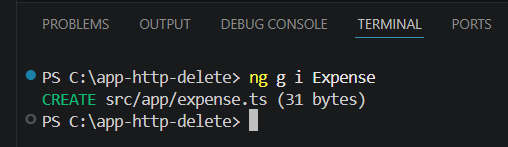 PROBLEMS OUTPUT DEBUG CONSOLE TERMINAL PORTS
PS C:\app-http-delete> ng g i Expense
CREATE src/app/expense.ts (31 bytes)
PS C:\app-http-delete>